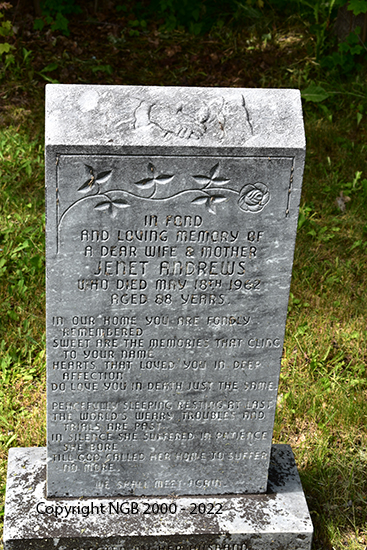 IN FOND
AND LOVING MEMORY OF
A DEAR WIFE & MOTHER
JENET ANDREWS
WHO DIED MAY 18TH 1962
AGED 88 YEARS.
IN OUR HOME YOU ARE FONDLY
REMEMBERED
SWEET ARE THE MEMORIES THAT CLING
TO YOUR NAME
HEARTS THAT LOVED YOU IN DEEP
AFFECTION
DO LOVE YOU IN DEATH JUST THE SAME.
PEACEFULLY SLEEPING RESTING AT LAST
THE WORLD'S WEARY TROUBLES AND
TRIALS ARE PAST
IN SILENCE SHE SUFFERED IN PATIENCE
SHE BORE
TILL GOD CALLED HER HOME TO SUFFER
NO MORE.
WE SHALL MEET AGAIN.
Copyright NGB 2000 - 2022
HUSBAND